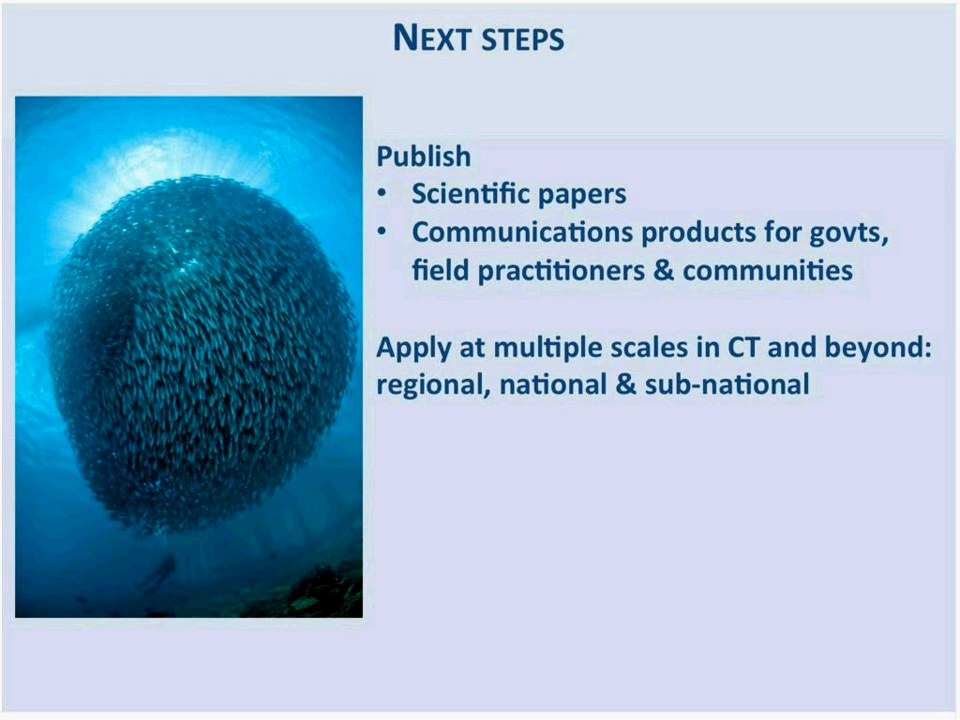 NEXT STEPS
Publish
• Scientific papers
• Communications products for govts,
field practitioners & communities
Apply at multiple scales in CT and beyond:
regional, national & sub-national